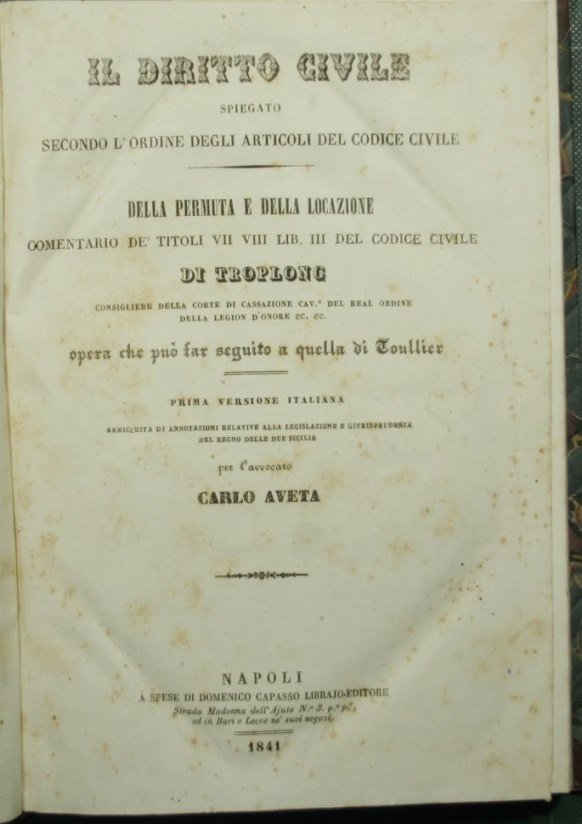 IL DIRITTO CIVILE
SPIEGATO
SECONDO L'ORDINE DEGLI ARTICOLI DEL CODICE CIVILE
DELLA PERMUTA E DELLA LOCAZIONE
COMENTARIO DE' TITOLI VII VIII LIB. III DEL CODICE CIVILE
DI TROPLONG
CONSIGLIERE DELLA CORTE DI CASSAZIONE CAV.e DEL REAL ORDINE
DELLA LEGION D'ONORE EC. EC.
opera che può far seguito a quella di Toullier
PRIMA VERSIONE ITALIANA
ARRICCHITA DI ANNOTAZIONI RELATIVE ALLA LEGISLAZIONE E GIURISPRUDENZA
DEL REGNO DELLE DUE SICILIE
per l'avvocato
CARLO AVETA
NAPOLI
A SPESE DI DOMENICO CAPASSO LIBRAJO-EDITORE
Strada Madonna dell'Ajuto N.o 3. p.o p.o,
ed in Bari e Lecce ne' suoi negozi.
1841